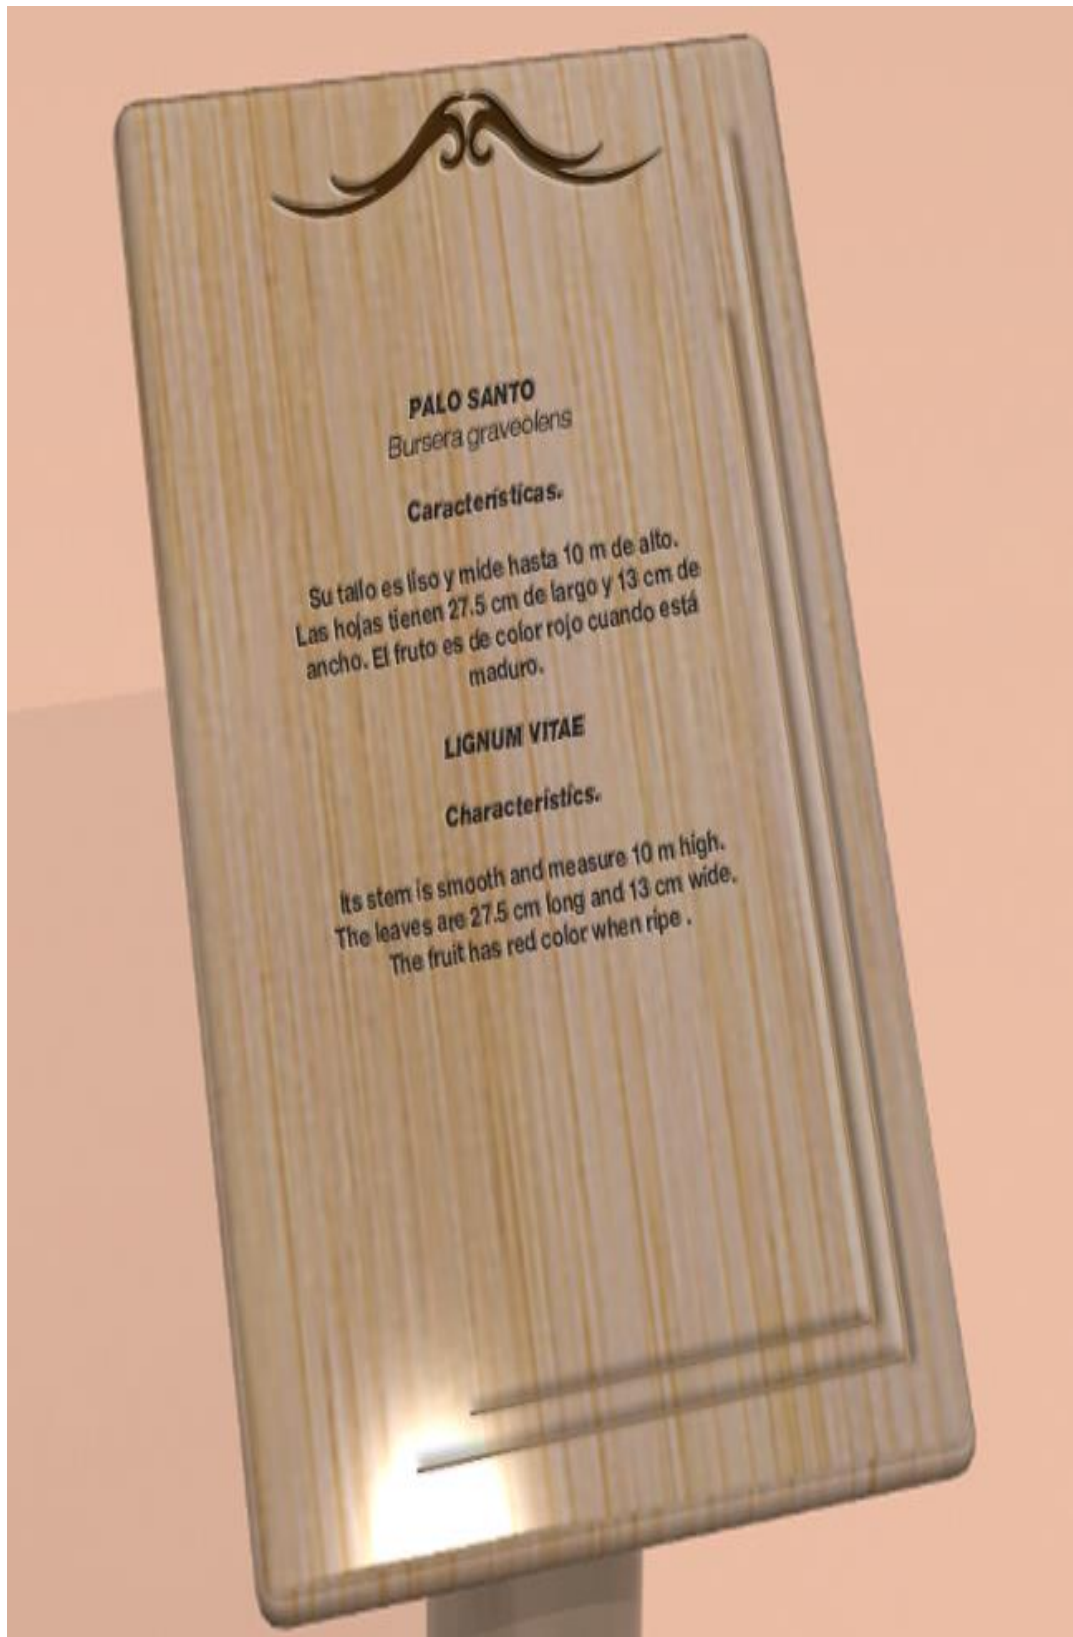 PALO SANTO
Bursera graveolens
Características.
Su tallo es liso y mide hasta 10 m de alto.
Las hojas tienen 27.5 cm de largo y 13 cm de
ancho. El fruto es de color rojo cuando está
maduro.
LIGNUM VITAE
Characteristics.
Its stem is smooth and measure 10 m high.
The leaves are 27.5 cm long and 13 cm wide.
The fruit has red color when ripe .